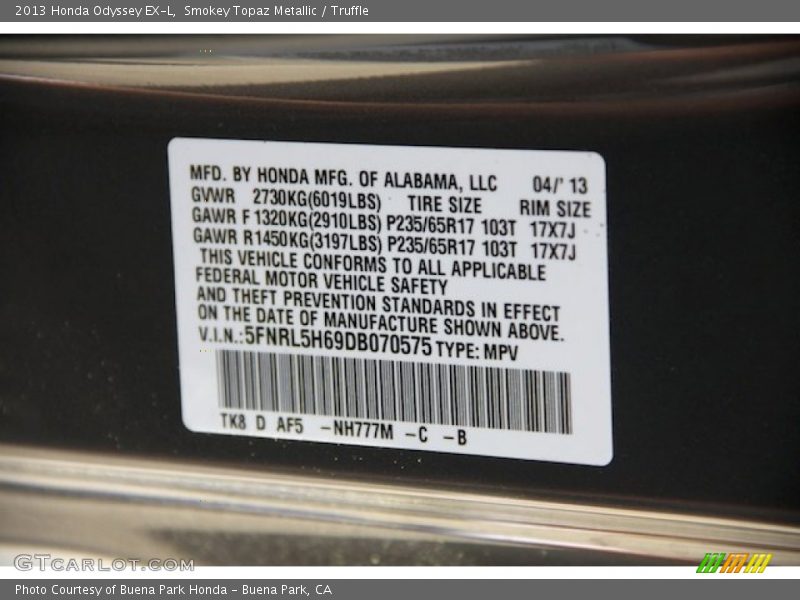 2013 Honda Odyssey EX-L, Smokey Topaz Metallic / Truffle
MFD. BY HONDA MFG. OF ALABAMA, LLC 04/' 13
GVWR 2730KG(6019LBS) TIRE SIZE RIM SIZE
GAWR F 1320KG(2910LBS) P235/65R17 103T 17X7J
GAWR R1450KG(3197LBS) P235/65R17 103T 17X7J
THIS VEHICLE CONFORMS TO ALL APPLICABLE
FEDERAL MOTOR VEHICLE SAFETY
AND THEFT PREVENTION STANDARDS IN EFFECT
ON THE DATE OF MANUFACTURE SHOWN ABOVE.
V.I.N.:5FNRL5H69DB070575 TYPE: MPV
TK8 D AF5 -NH777M -C -B
GTCARLOT.COM
Photo Courtesy of Buena Park Honda - Buena Park, CA